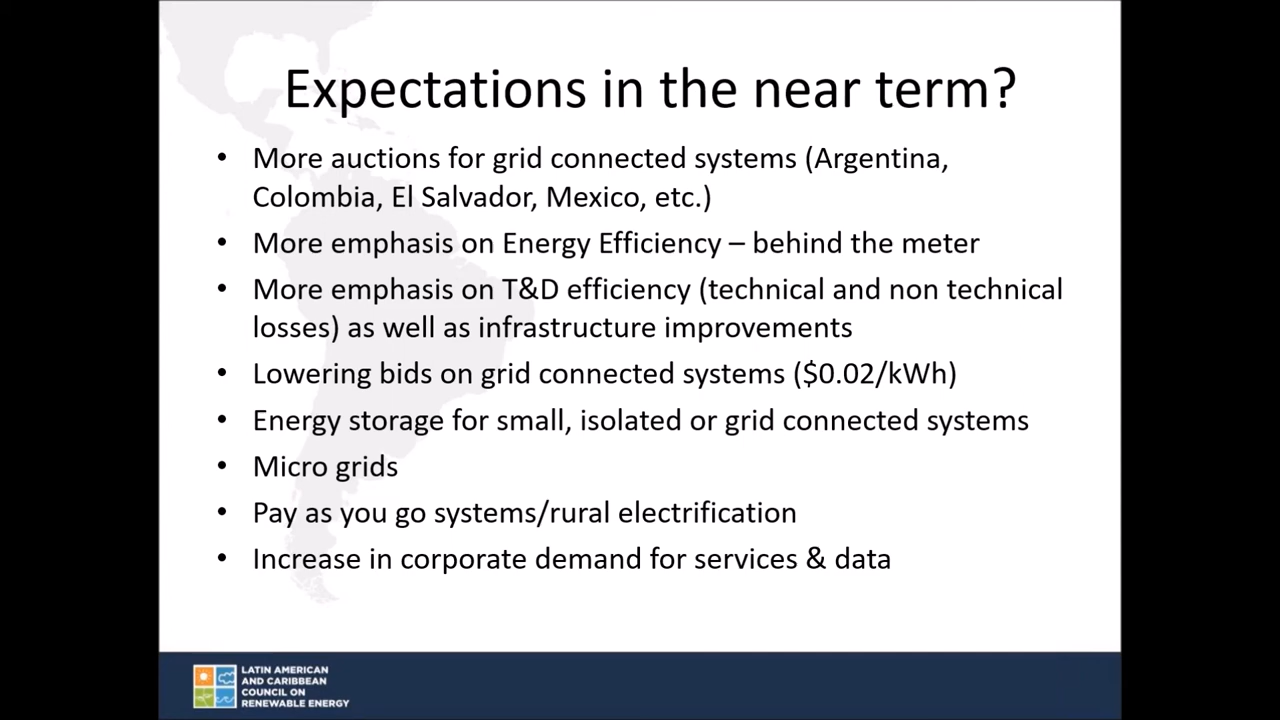 Expectations in the near term?
• More auctions for grid connected systems (Argentina,
Colombia, El Salvador, Mexico, etc.)
• More emphasis on Energy Efficiency – behind the meter
• More emphasis on T&D efficiency (technical and non technical
losses) as well as infrastructure improvements
• Lowering bids on grid connected systems ($0.02/kWh)
• Energy storage for small, isolated or grid connected systems
• Micro grids
• Pay as you go systems/rural electrification
• Increase in corporate demand for services & data
LATIN AMERICAN
AND CARIBBEAN
COUNCIL ON
RENEWABLE ENERGY